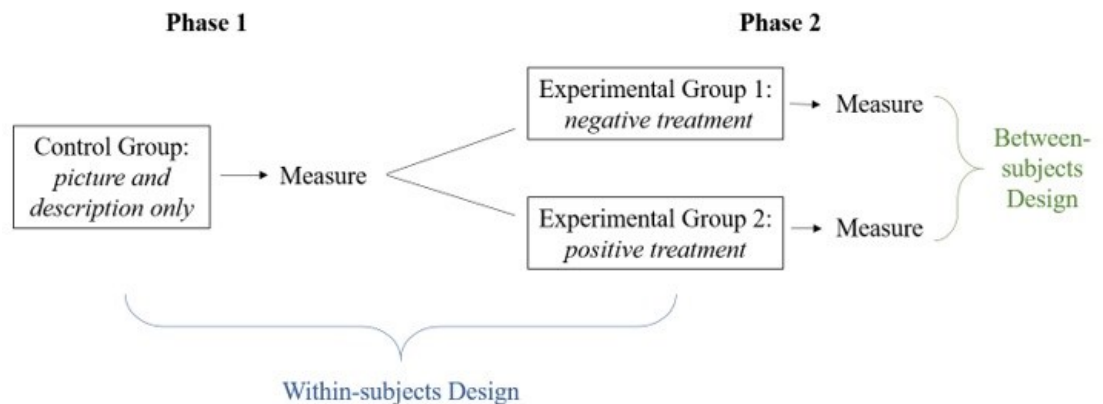 Phase 1
Phase 2
Control Group:
picture and
description only
Measure
Experimental Group 1:
negative treatment
Measure
Experimental Group 2:
positive treatment
Measure
Between-
subjects
Design
Within-subjects Design